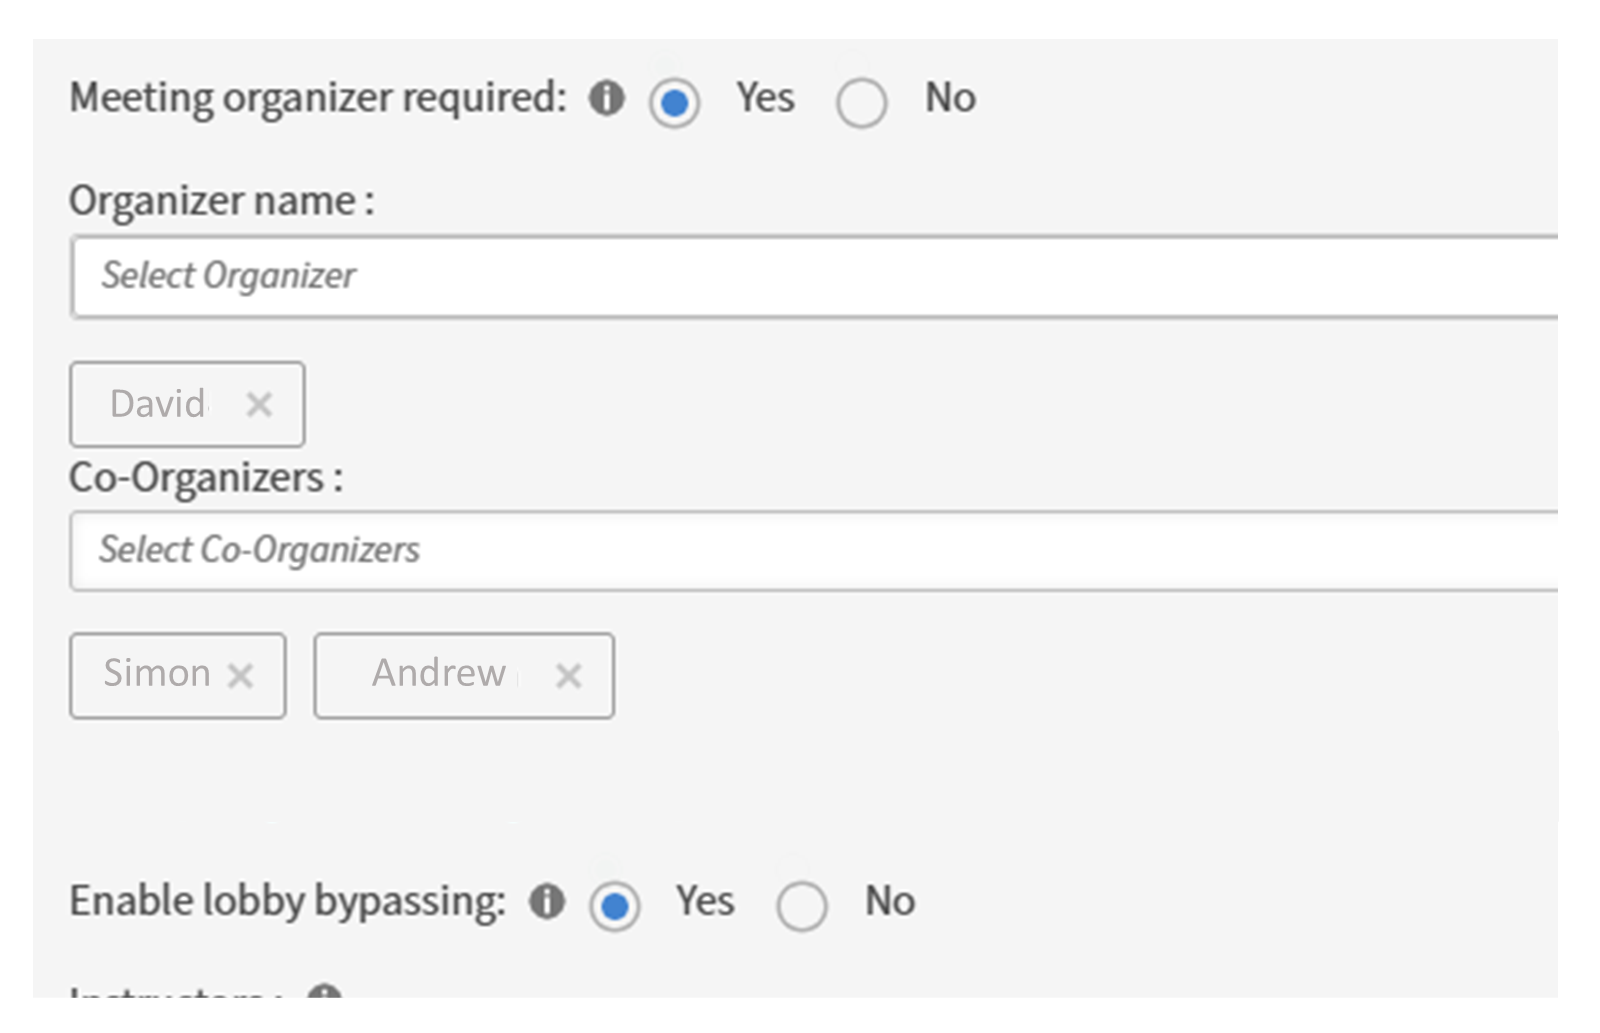 Meeting organizer required: Yes No
Organizer name :
Select Organizer
David
Co-Organizers :
Select Co-Organizers
Simon Andrew
Enable lobby bypassing: Yes No
Instructors :